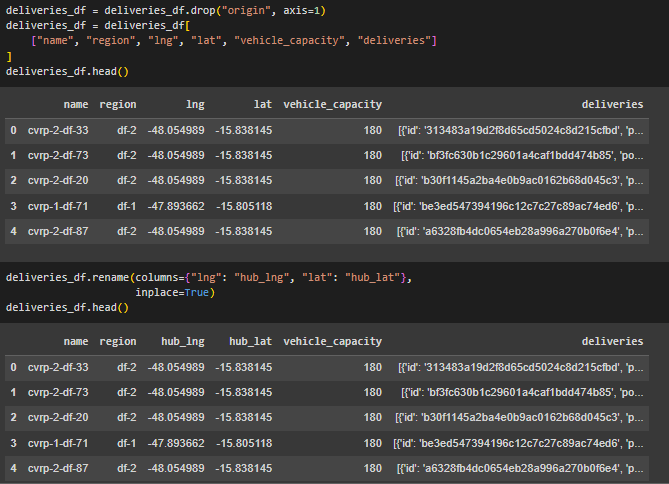 deliveries_df = deliveries_df.drop("origin", axis=1)
deliveries_df = deliveries_df[
    ["name", "region", "lng", "lat", "vehicle_capacity", "deliveries"]
]
deliveries_df.head()
name region lng lat vehicle_capacity deliveries
0 cvrp-2-df-33 df-2 -48.054989 -15.838145 180 [{'id': '313483a19d2f8d65cd5024c8d215cfbd', 'p...
1 cvrp-2-df-73 df-2 -48.054989 -15.838145 180 [{'id': 'bf3fc630b1c29601a4caf1bdd474b85', 'po...
2 cvrp-2-df-20 df-2 -48.054989 -15.838145 180 [{'id': 'b30f1145a2ba4e0b9ac0162b68d045c3', 'p...
3 cvrp-1-df-71 df-1 -47.893662 -15.805118 180 [{'id': 'be3ed547394196c12c7c27c89ac74ed6', 'p...
4 cvrp-2-df-87 df-2 -48.054989 -15.838145 180 [{'id': 'a6328fb4dc0654eb28a996a270b0f6e4', 'p...
deliveries_df.rename(columns={"lng": "hub_lng", "lat": "hub_lat"},
                     inplace=True)
deliveries_df.head()
name region hub_lng hub_lat vehicle_capacity deliveries
0 cvrp-2-df-33 df-2 -48.054989 -15.838145 180 [{'id': '313483a19d2f8d65cd5024c8d215cfbd', 'p...
1 cvrp-2-df-73 df-2 -48.054989 -15.838145 180 [{'id': 'bf3fc630b1c29601a4caf1bdd474b85', 'po...
2 cvrp-2-df-20 df-2 -48.054989 -15.838145 180 [{'id': 'b30f1145a2ba4e0b9ac0162b68d045c3', 'p...
3 cvrp-1-df-71 df-1 -47.893662 -15.805118 180 [{'id': 'be3ed547394196c12c7c27c89ac74ed6', 'p...
4 cvrp-2-df-87 df-2 -48.054989 -15.838145 180 [{'id': 'a6328fb4dc0654eb28a996a270b0f6e4', 'p...